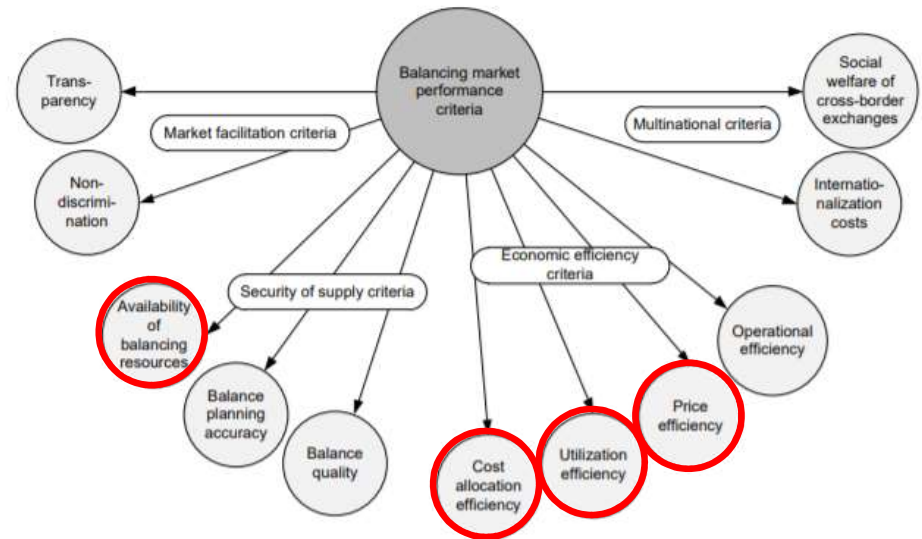 Balancing market
performance
criteria
Trans-
parency
Market facilitation criteria
Non-
discrimi-
nation
Social
welfare of
cross-border
exchanges
Multinational criteria
Internatio-
nalization
costs
Economic efficiency
criteria
Security of supply criteria
Availability
of
balancing
resources
Balance
planning
accuracy
Balance
quality
Cost
allocation
efficiency
Utilization
efficiency
Price
efficiency
Operational
efficiency